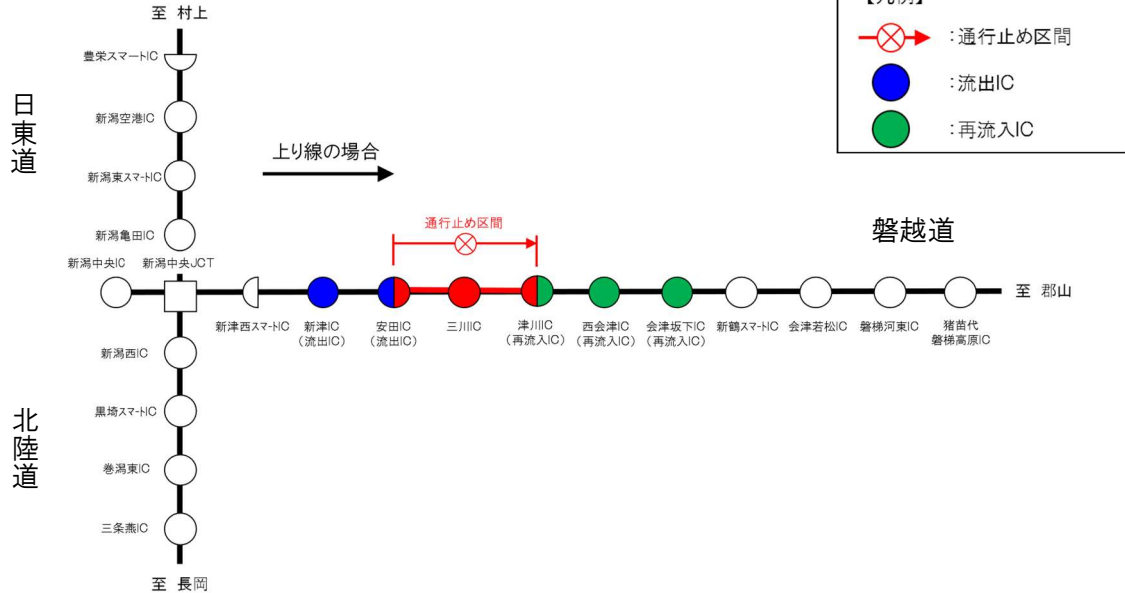 至 村上
豊栄スマートIC
新潟空港IC
新潟東スマートIC
新潟亀田IC
新潟中央IC
新潟中央JCT
日東道
上り線の場合
:通行止め区間
:流出IC
:再流入IC
磐越道
通行止め区間
至 郡山
新津西スマートIC
新津IC
(流出IC)
安田IC
(流出IC)
三川IC
津川IC
(再流入IC)
西会津IC
(再流入IC)
会津坂下IC
(再流入IC)
新鶴スマートIC
会津若松IC
磐梯河東IC
猪苗代
磐梯高原IC
新潟西IC
黒埼スマートIC
巻潟東IC
三条燕IC
北陸道
至 長岡